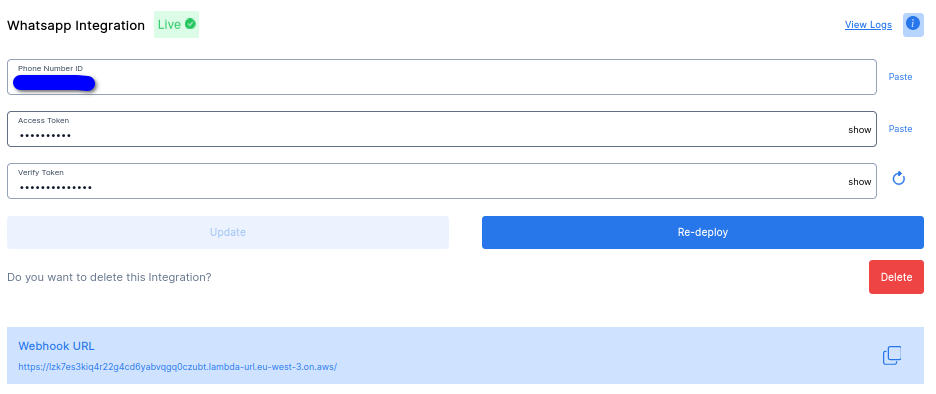 Whatsapp Integration Live View Logs
Phone Number ID
Paste
Access Token
•••••••••• show Paste
Verify Token
•••••••••••••• show
Update Re-deploy
Do you want to delete this Integration? Delete
Webhook URL
https://lzk7es3kiq4r22g4cd6yabvqgq0czubt.lambda-url.eu-west-3.on.aws/